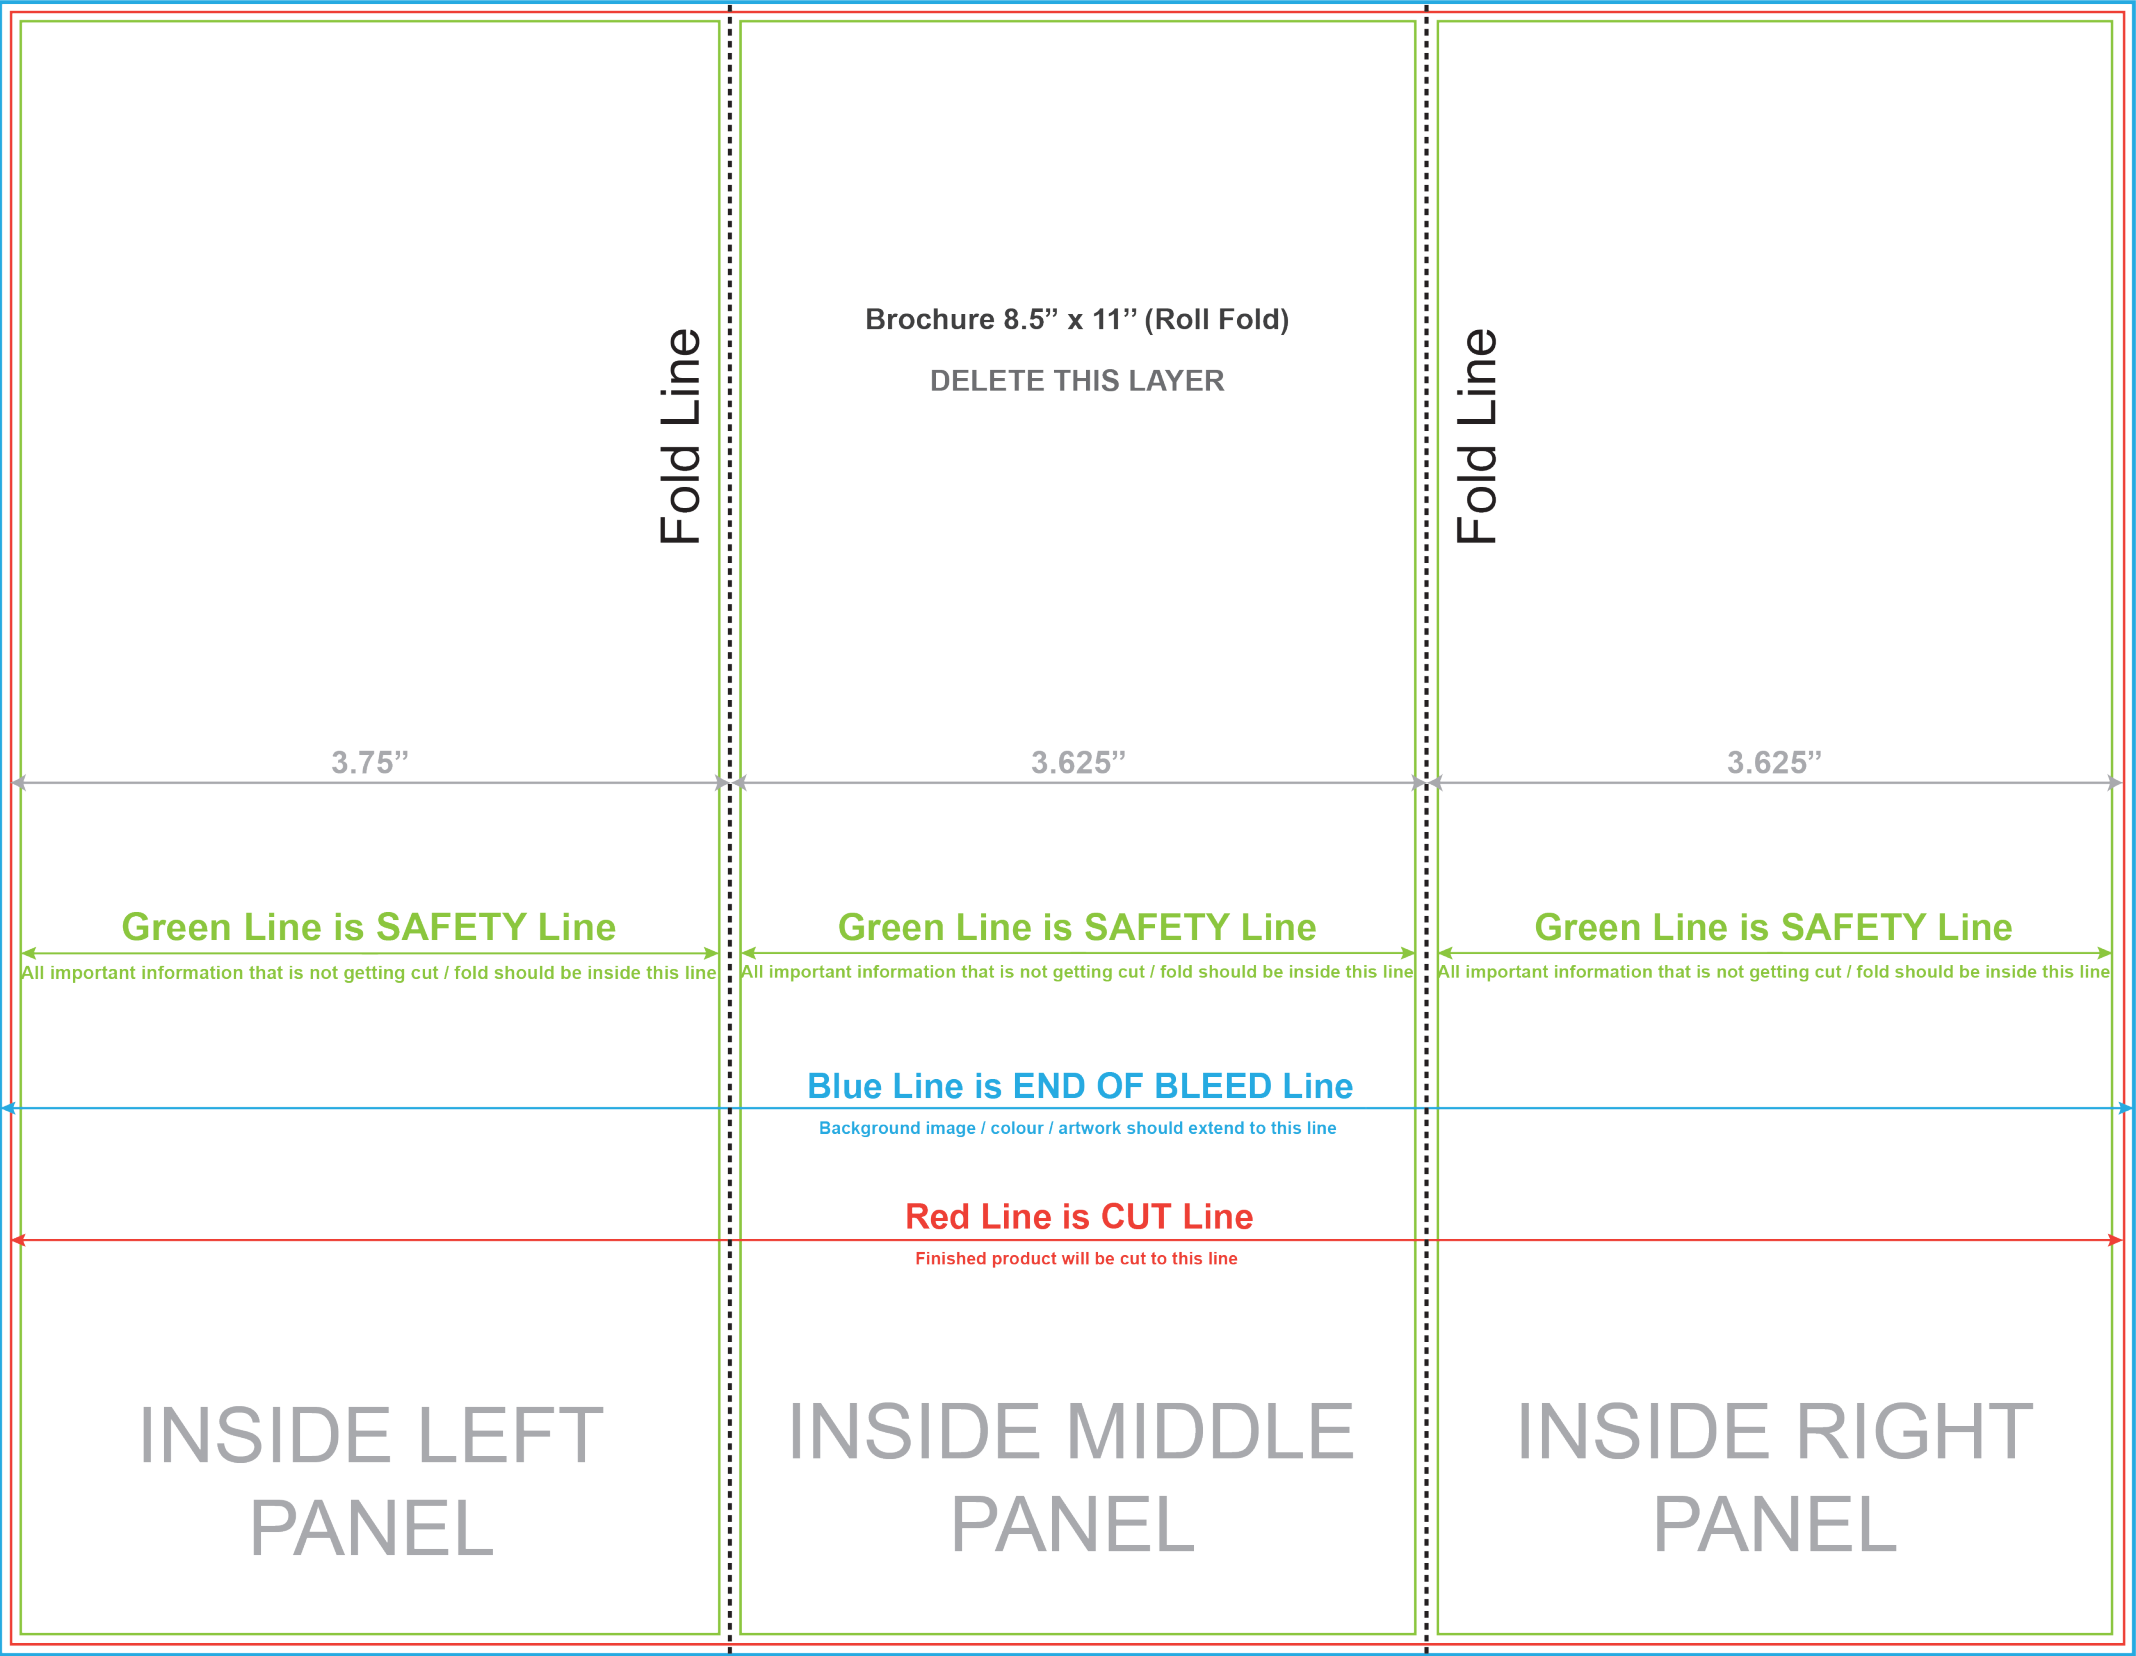 Brochure 8.5” x 11” (Roll Fold)
DELETE THIS LAYER
Fold Line
Fold Line
3.75”
3.625”
3.625”
Green Line is SAFETY Line
All important information that is not getting cut / fold should be inside this line
Green Line is SAFETY Line
All important information that is not getting cut / fold should be inside this line
Green Line is SAFETY Line
All important information that is not getting cut / fold should be inside this line
Blue Line is END OF BLEED Line
Background image / colour / artwork should extend to this line
Red Line is CUT Line
Finished product will be cut to this line
INSIDE LEFT
PANEL
INSIDE MIDDLE
PANEL
INSIDE RIGHT
PANEL